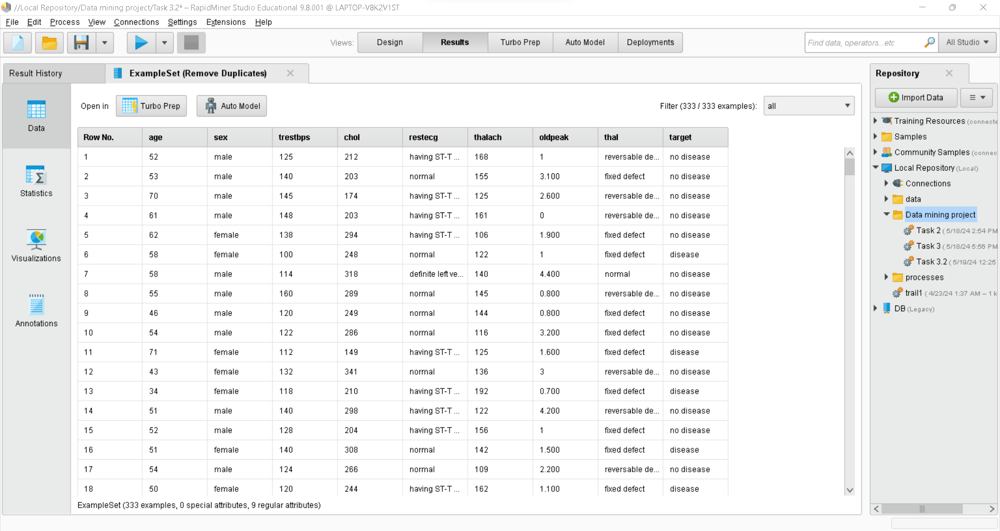 //Local Repository/Data mining project/Task 3.2* – RapidMiner Studio Educational 9.8.001 @ LAPTOP-V8K2V1ST
File Edit Process View Connections Settings Extensions Help
Views: Design Results Turbo Prep Auto Model Deployments
Find data, operators...etc All Studio
Result History ExampleSet (Remove Duplicates)
Data
Statistics
Visualizations
Annotations
Open in Turbo Prep Auto Model Filter (333 / 333 examples): all
Row No. age sex trestbps chol restecg thalach oldpeak thal target
1 52 male 125 212 having ST-T ... 168 1 reversable de... no disease
2 53 male 140 203 normal 155 3.100 fixed defect no disease
3 70 male 145 174 having ST-T ... 125 2.600 reversable de... no disease
4 61 male 148 203 having ST-T ... 161 0 reversable de... no disease
5 62 female 138 294 having ST-T ... 106 1.900 fixed defect no disease
6 58 female 100 248 normal 122 1 fixed defect disease
7 58 male 114 318 definite left ve... 140 4.400 normal no disease
8 55 male 160 289 normal 145 0.800 reversable de... no disease
9 46 male 120 249 normal 144 0.800 fixed defect no disease
10 54 male 122 286 normal 116 3.200 fixed defect no disease
11 71 female 112 149 having ST-T ... 125 1.600 fixed defect disease
12 43 female 132 341 normal 136 3 reversable de... no disease
13 34 female 118 210 having ST-T ... 192 0.700 fixed defect disease
14 51 male 140 298 having ST-T ... 122 4.200 reversable de... no disease
15 52 male 128 204 having ST-T ... 156 1 fixed defect no disease
16 51 female 140 308 normal 142 1.500 fixed defect disease
17 54 male 124 266 normal 109 2.200 reversable de... no disease
18 50 female 120 244 having ST-T ... 162 1.100 fixed defect disease
ExampleSet (333 examples, 0 special attributes, 9 regular attributes)
Repository
Import Data
Training Resources (connecte
Samples
Community Samples (connec
Local Repository (Local)
Connections
data
Data mining project
Task 2 (5/18/24 2:54 PM
Task 3 (5/18/24 5:56 PM
Task 3.2 (5/19/24 12:25
processes
trail1 (4/23/24 1:37 AM – 1 k
DB (Legacy)